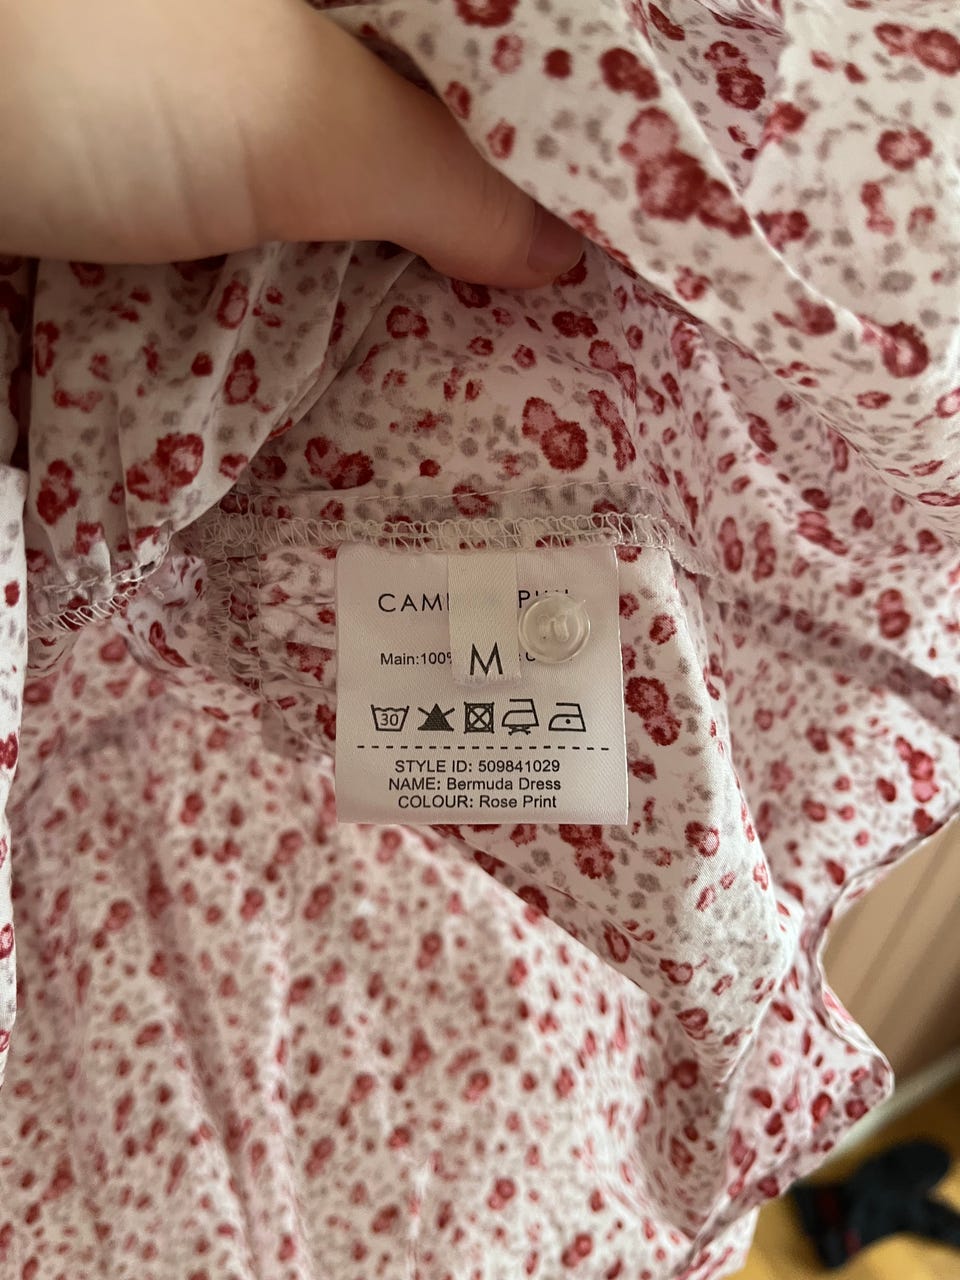 CAM
M
Main:100%
30
STYLE ID: 509841029
NAME: Bermuda Dress
COLOUR: Rose Print